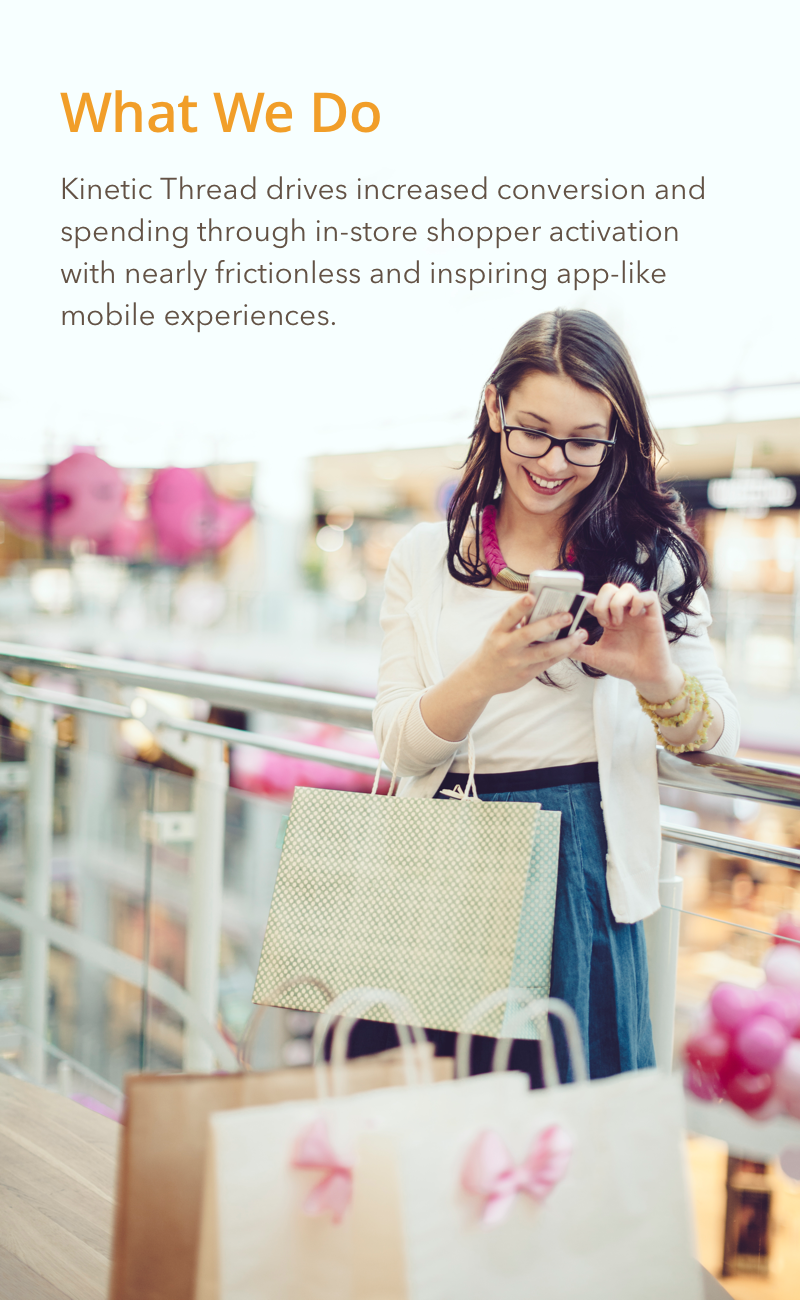 What We Do
Kinetic Thread drives increased conversion and
spending through in-store shopper activation
with nearly frictionless and inspiring app-like
mobile experiences.